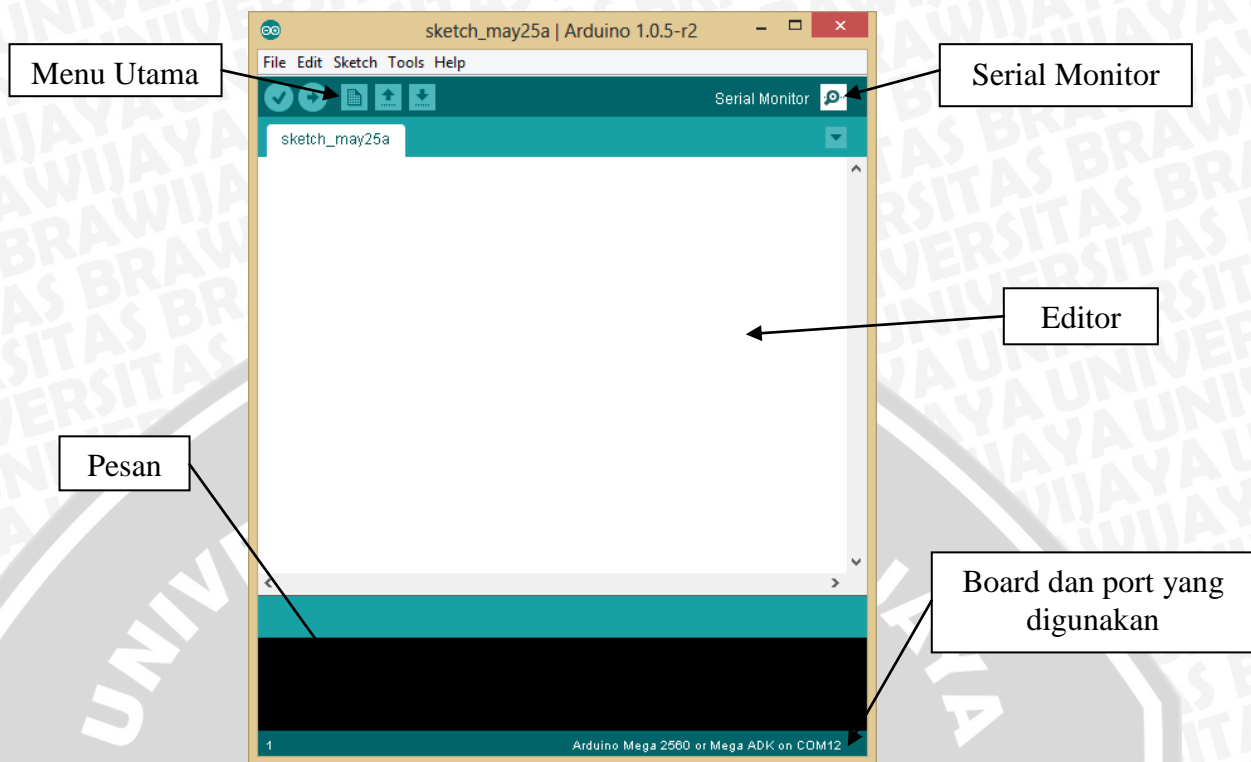 sketch_may25a | Arduino 1.0.5-r2
File Edit Sketch Tools Help
Menu Utama
Serial Monitor
Serial Monitor
sketch_may25a
Editor
Pesan
Board dan port yang
digunakan
1
Arduino Mega 2560 or Mega ADK on COM12